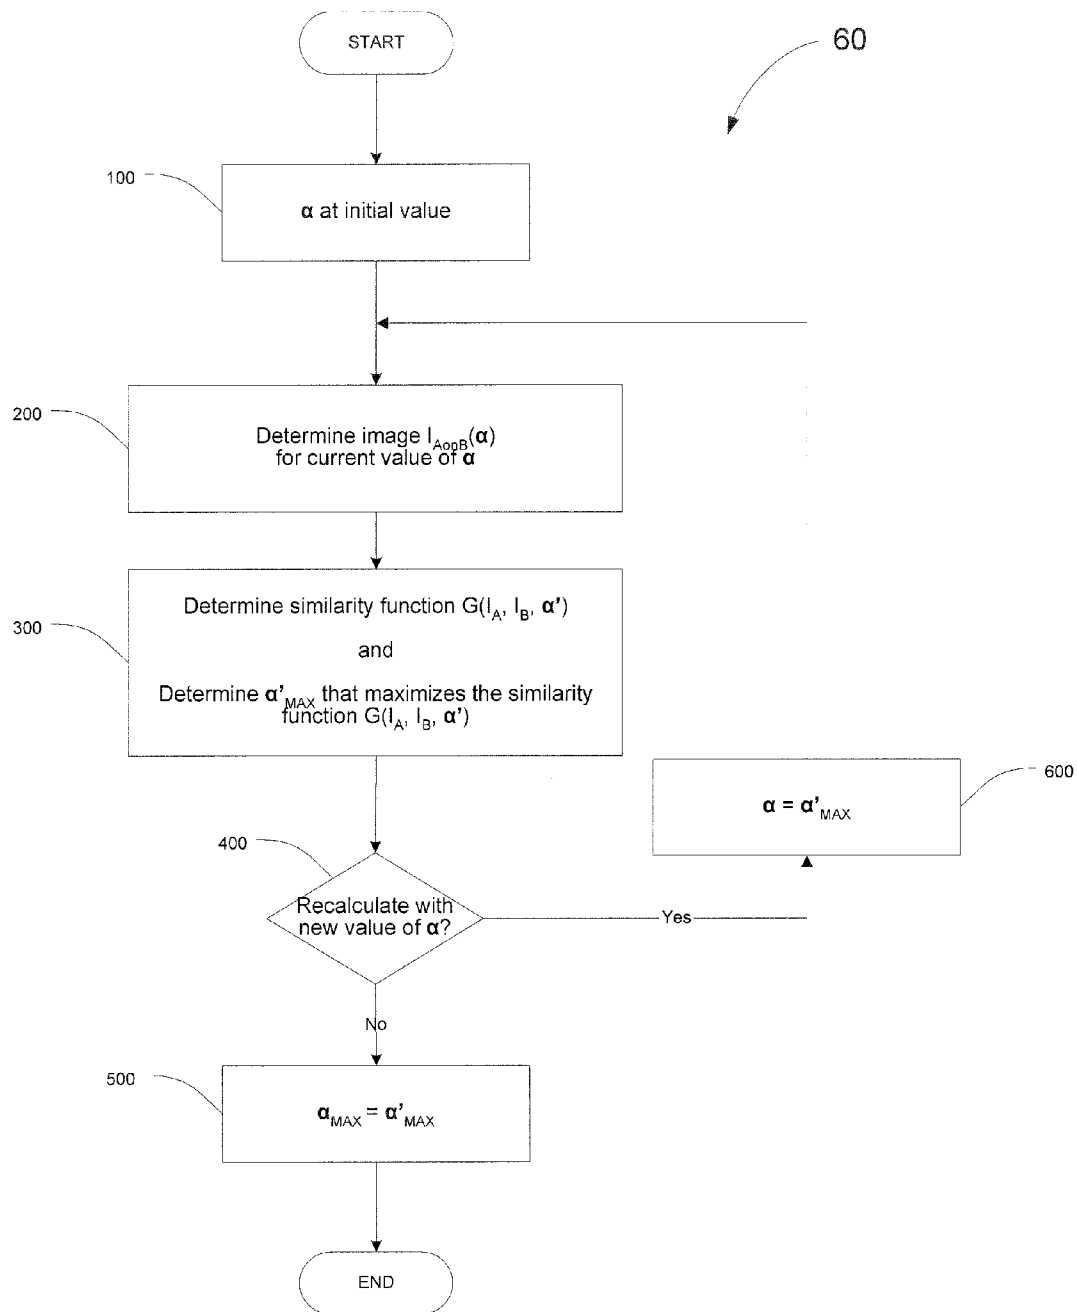 START
60
100
α at initial value
200
Determine image I_AonB(α)
for current value of α
300
Determine similarity function G(I_A, I_B, α’)
and
Determine α’_MAX that maximizes the similarity
function G(I_A, I_B, α’)
600
α = α’_MAX
400
Recalculate with
new value of α?
Yes
No
500
α_MAX = α’_MAX
END